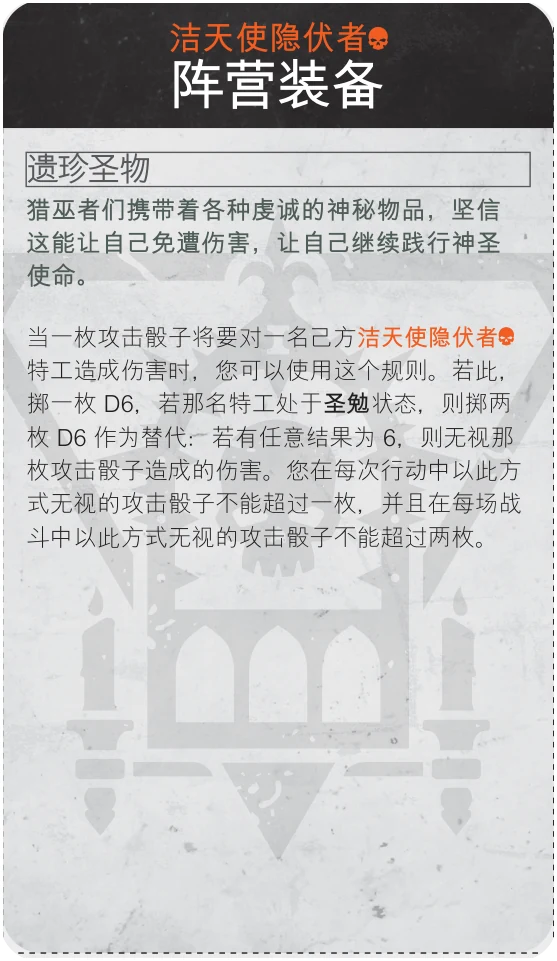 洁天使隐伏者
阵营装备
遗珍圣物
猎巫者们携带着各种虔诚的神秘物品，坚信
这能让自己免遭伤害，让自己继续践行神圣
使命。
当一枚攻击骰子将要对一名己方洁天使隐伏者
特工造成伤害时，您可以使用这个规则。若此，
掷一枚 D6，若那名特工处于圣勉状态，则掷两
枚 D6 作为替代：若有任意结果为 6，则无视那
枚攻击骰子造成的伤害。您在每次行动中以此方
式无视的攻击骰子不能超过一枚，并且在每场战
斗中以此方式无视的攻击骰子不能超过两枚。